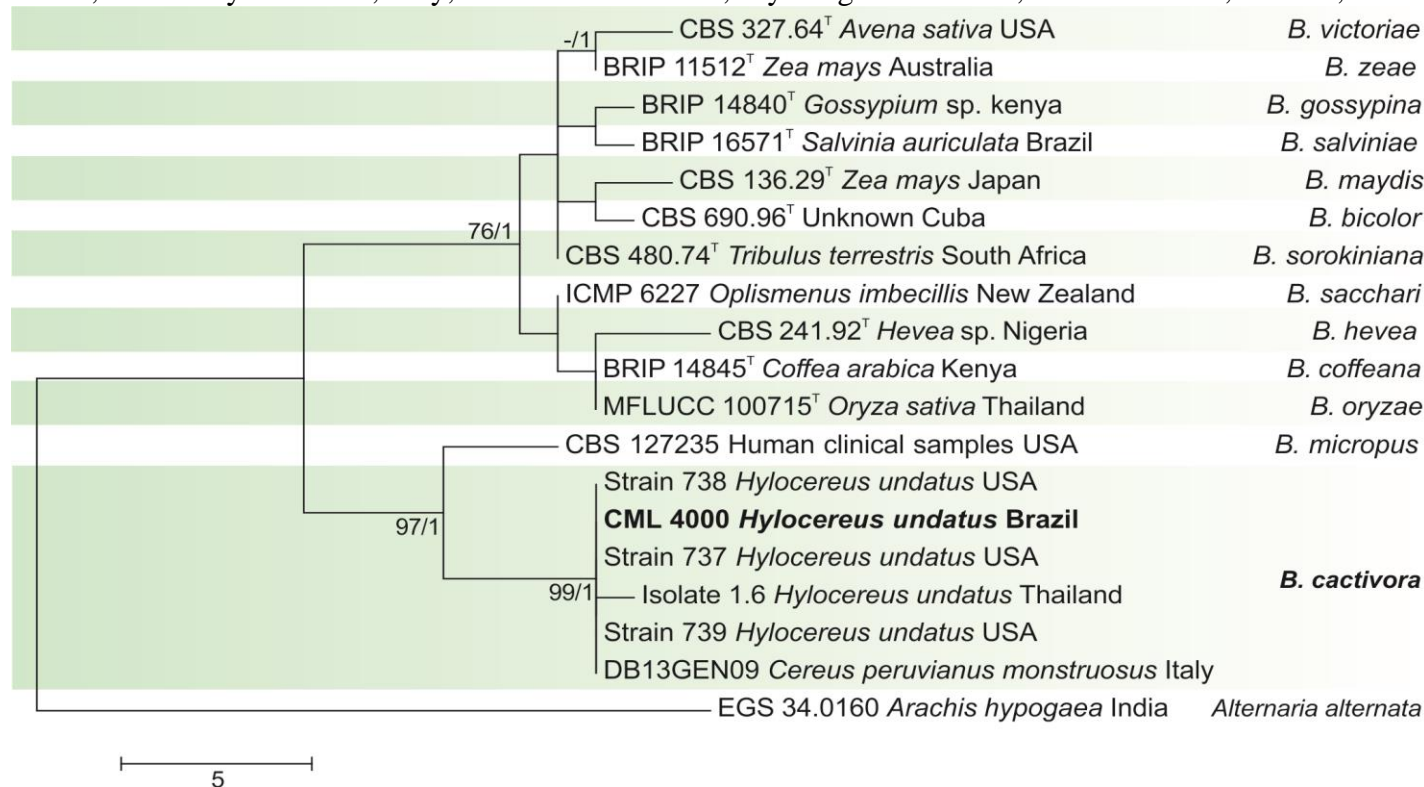 -/1
CBS 327.64ᵀ Avena sativa USA B. victoriae
BRIP 11512ᵀ Zea mays Australia B. zeae
BRIP 14840ᵀ Gossypium sp. kenya B. gossypina
BRIP 16571ᵀ Salvinia auriculata Brazil B. salviniae
CBS 136.29ᵀ Zea mays Japan B. maydis
76/1 CBS 690.96ᵀ Unknown Cuba B. bicolor
CBS 480.74ᵀ Tribulus terrestris South Africa B. sorokiniana
ICMP 6227 Oplismenus imbecillis New Zealand B. sacchari
CBS 241.92ᵀ Hevea sp. Nigeria B. hevea
BRIP 14845ᵀ Coffea arabica Kenya B. coffeana
MFLUCC 100715ᵀ Oryza sativa Thailand B. oryzae
CBS 127235 Human clinical samples USA B. micropus
Strain 738 Hylocereus undatus USA
97/1 CML 4000 Hylocereus undatus Brazil
Strain 737 Hylocereus undatus USA
B. cactivora
99/1 Isolate 1.6 Hylocereus undatus Thailand
Strain 739 Hylocereus undatus USA
DB13GEN09 Cereus peruvianus monstruosus Italy
EGS 34.0160 Arachis hypogaea India Alternaria alternata
5